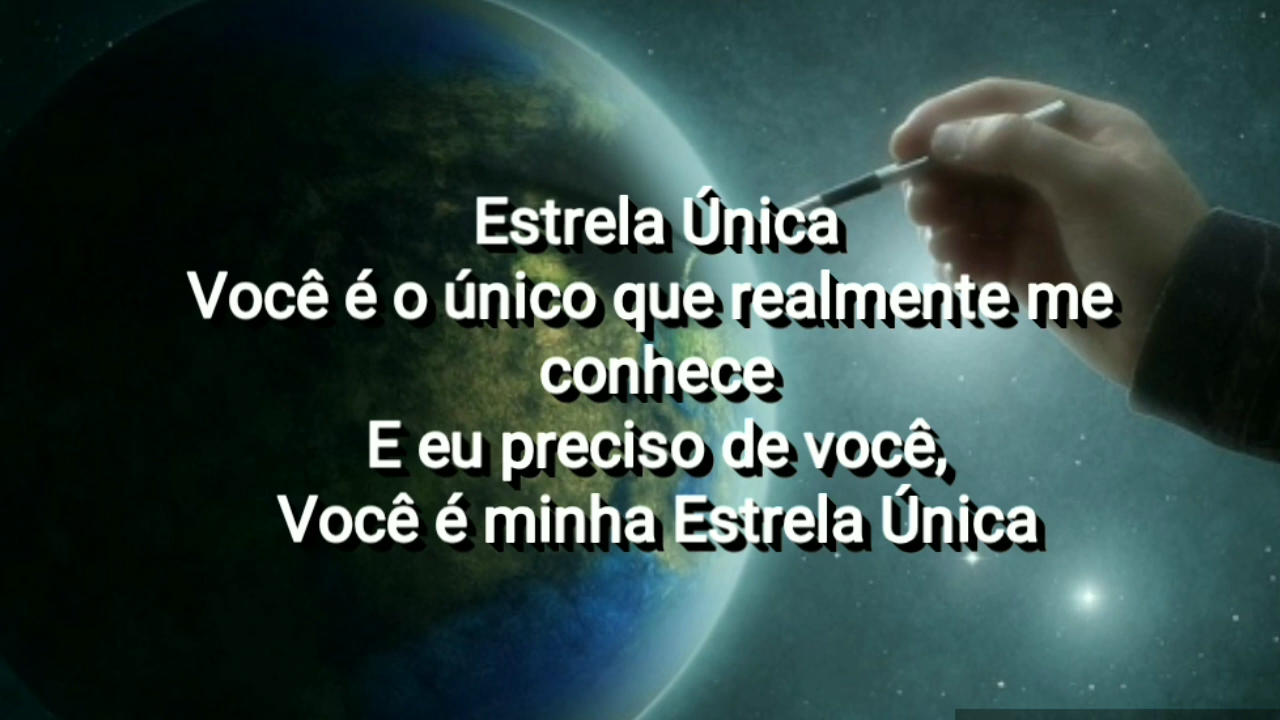 Estrela Única
Você é o único que realmente me
conhece
E eu preciso de você,
Você é minha Estrela Única